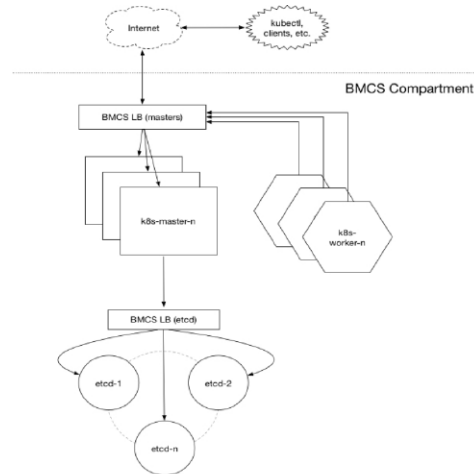 Internet
kubectl,
clients, etc.
BMCS Compartment
BMCS LB (masters)
k8s-master-n
k8s-
worker-n
BMCS LB (etcd)
etcd-1
etcd-2
etcd-n